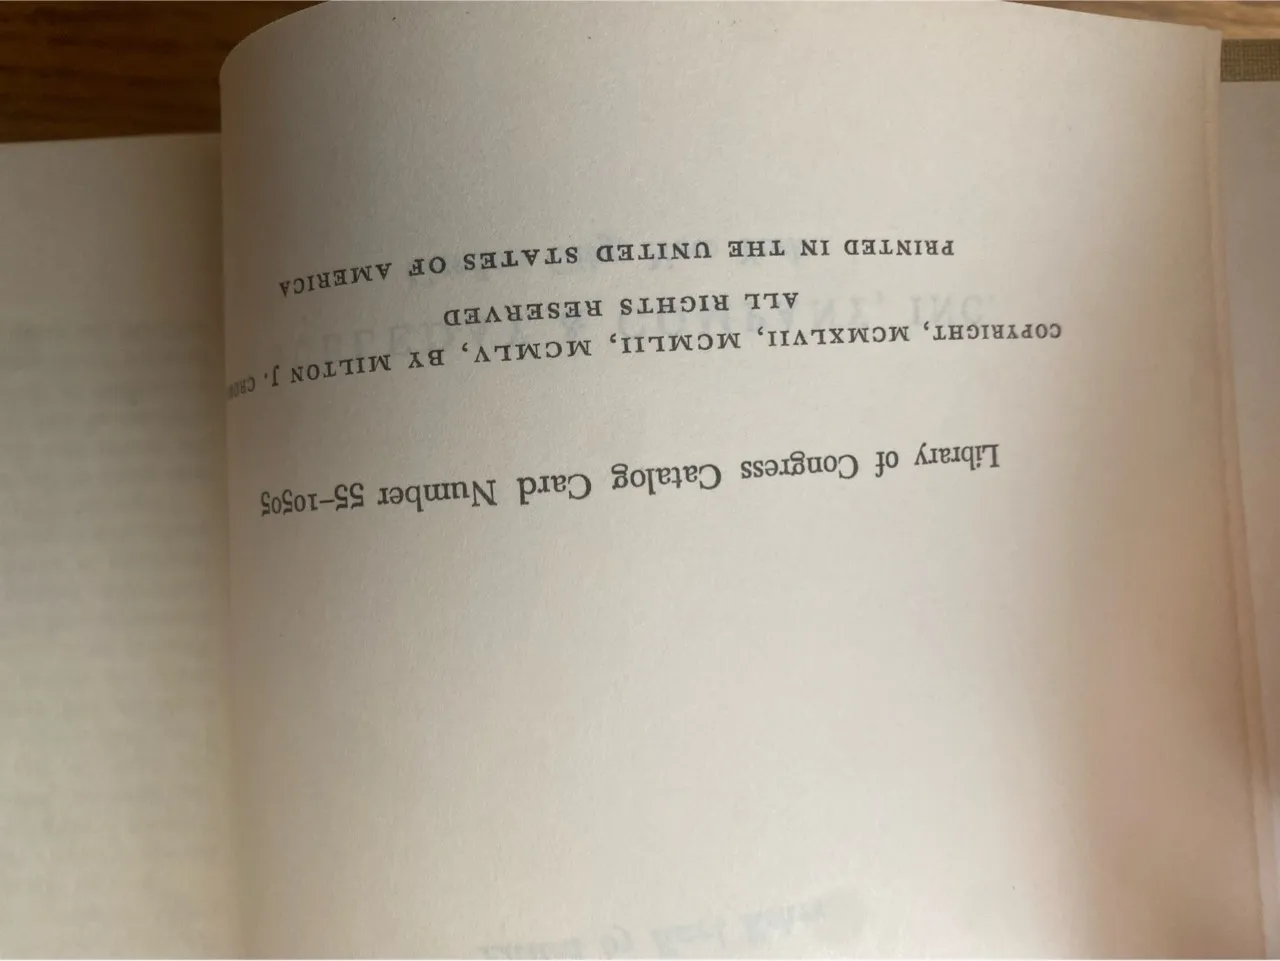 Library of Congress Catalog Card Number 55–10505
COPYRIGHT, MCMXLVII, MCMLII, MCMLV, BY MILTON J.
ALL RIGHTS RESERVED
PRINTED IN THE UNITED STATES OF AMERICA